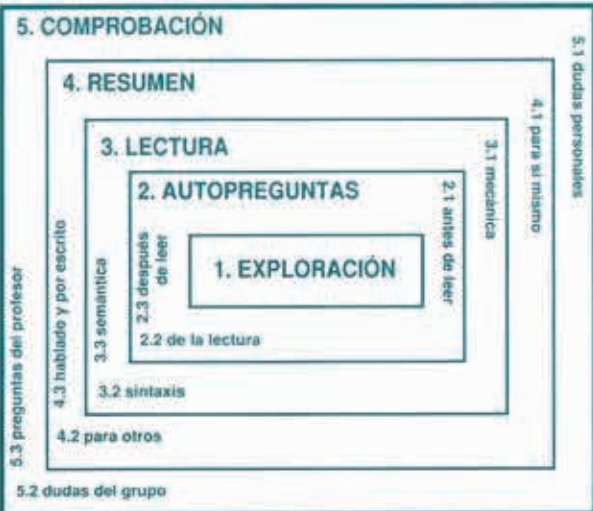 5. COMPROBACIÓN
5.1 dudas personales
5.2 dudas del grupo
5.3 preguntas del profesor
4. RESUMEN
4.1 para si mismo
4.2 para otros
4.3 hablado y por escrito
3. LECTURA
3.1 mecánica
3.2 sintaxis
3.3 semántica
2. AUTOPREGUNTAS
2.1 antes de leer
2.2 de la lectura
2.3 después
de leer
1. EXPLORACIÓN